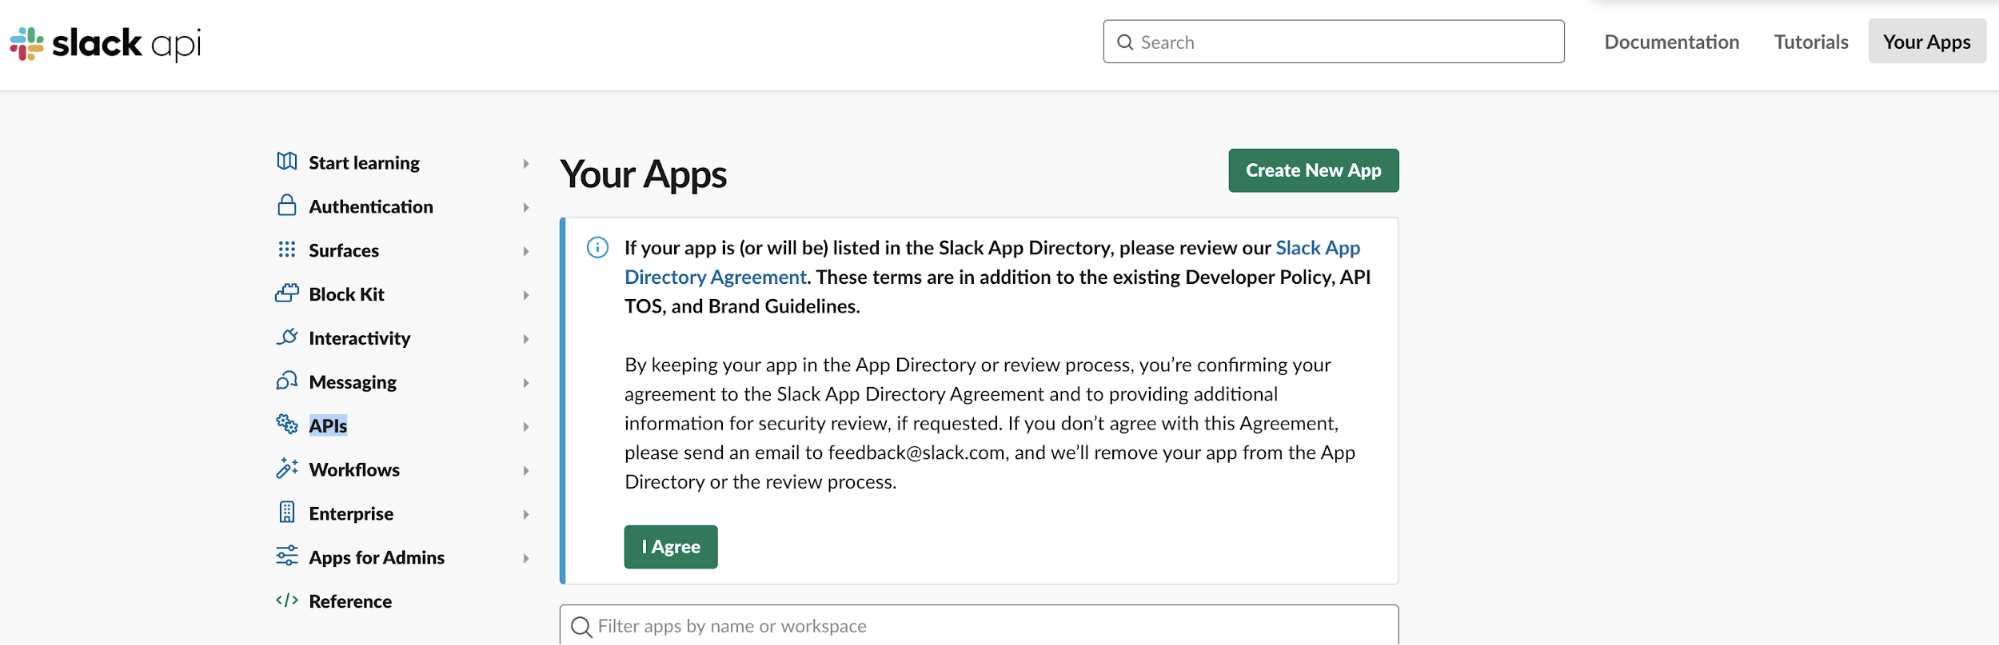 slack api
Search
Documentation
Tutorials
Your Apps
Start learning
Authentication
Surfaces
Block Kit
Interactivity
Messaging
APIs
Workflows
Enterprise
Apps for Admins
Reference
Your Apps
Create New App
If your app is (or will be) listed in the Slack App Directory, please review our Slack App
Directory Agreement. These terms are in addition to the existing Developer Policy, API
TOS, and Brand Guidelines.
By keeping your app in the App Directory or review process, you’re confirming your
agreement to the Slack App Directory Agreement and to providing additional
information for security review, if requested. If you don’t agree with this Agreement,
please send an email to feedback@slack.com, and we’ll remove your app from the App
Directory or the review process.
I Agree
Filter apps by name or workspace